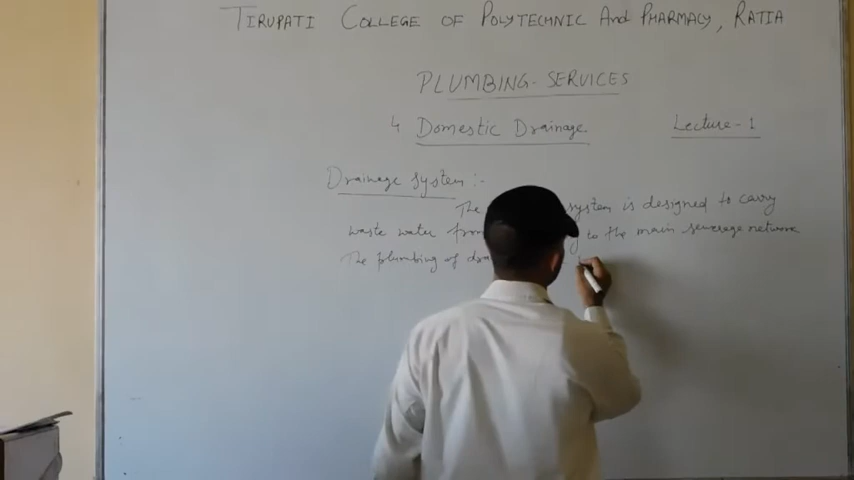 TIRUPATI COLLEGE OF POLYTECHNIC And PHARMACY, RATIA
PLUMBING-SERVICES
4 Domestic Drainage. Lecture-1
Drainage system :-
The system is designed to carry
waste water from to the main sewerage network
The plumbing of